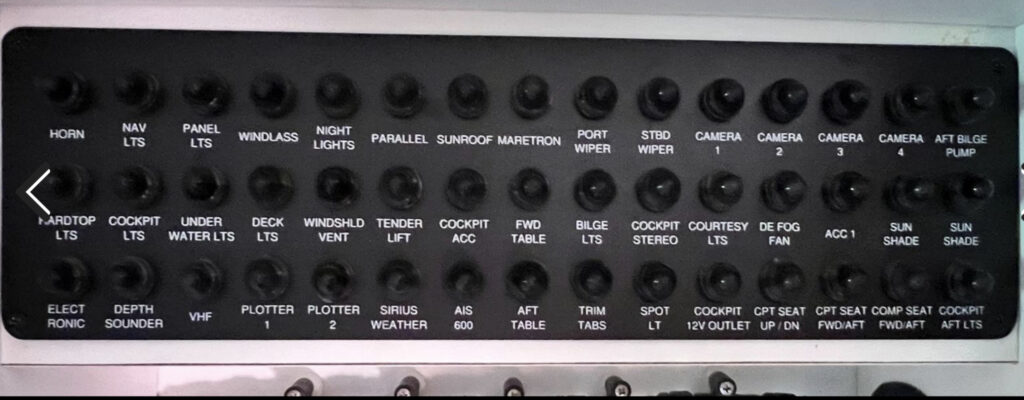 HORN
NAV
LTS
PANEL
LTS
WINDLASS
NIGHT
LIGHTS
PARALLEL
SUNROOF
MARETRON
PORT
WIPER
STBD
WIPER
CAMERA
1
CAMERA
2
CAMERA
3
CAMERA
4
AFT BILGE
PUMP
HARDTOP
LTS
COCKPIT
LTS
UNDER
WATER LTS
DECK
LTS
WINDSHLD
VENT
TENDER
LIFT
COCKPIT
ACC
FWD
TABLE
BILGE
LTS
COCKPIT
STEREO
COURTESY
LTS
DE FOG
FAN
ACC 1
SUN
SHADE
SUN
SHADE
ELECT
RONIC
DEPTH
SOUNDER
VHF
PLOTTER
1
PLOTTER
2
SIRIUS
WEATHER
AIS
600
AFT
TABLE
TRIM
TABS
SPOT
LT
COCKPIT
12V OUTLET
CPT SEAT
UP / DN
CPT SEAT
FWD/AFT
COMP SEAT
FWD/AFT
COCKPIT
AFT LTS